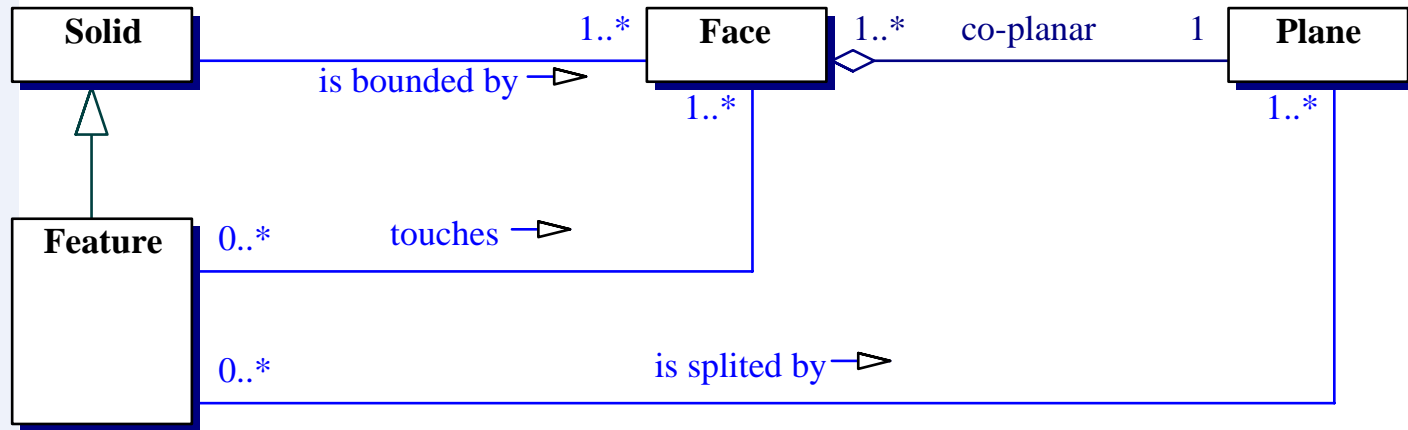 Solid 1..* Face 1..* co-planar 1 Plane
is bounded by
1..* 1..*
Feature 0..* touches
0..* is splited by